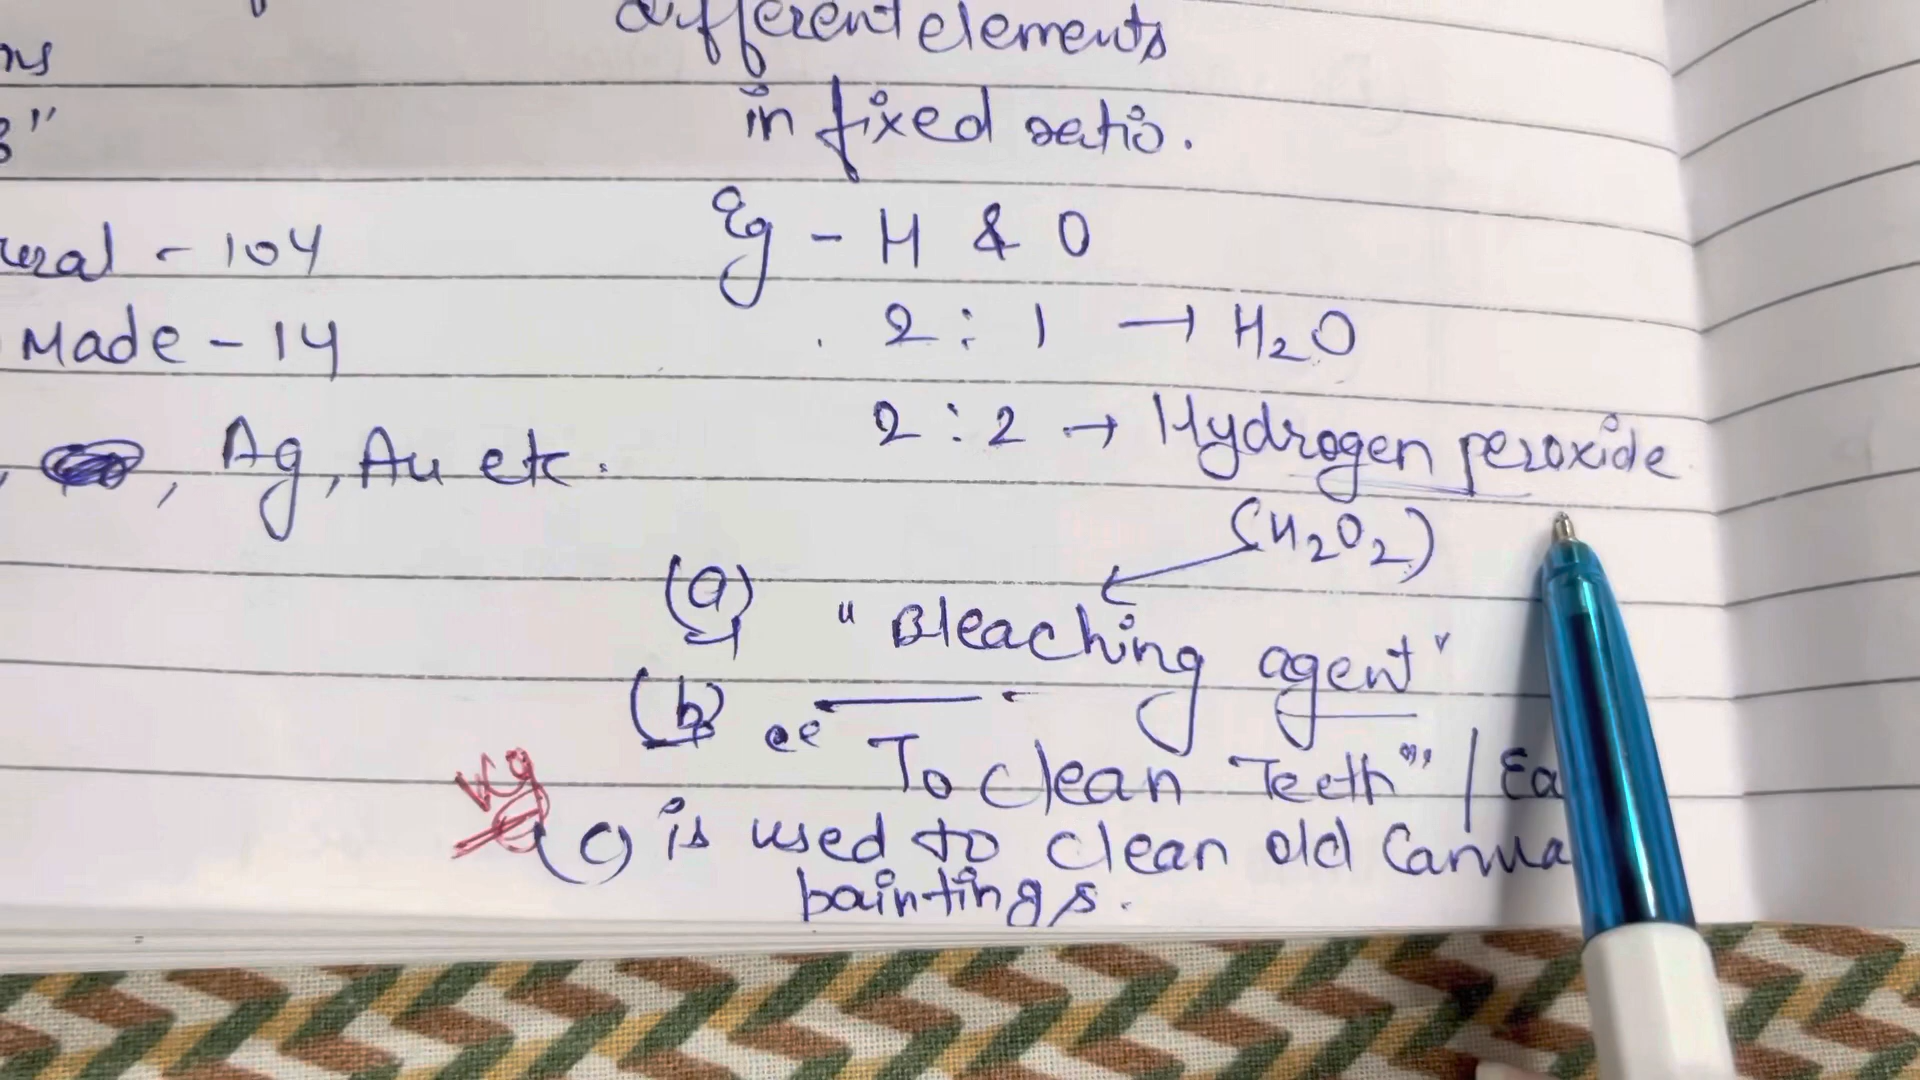 different elements
in fixed ratio.
Eg - H & O
2 : 1 → H₂O
2 : 2 → Hydrogen peroxide
(H₂O₂)
(a) "Bleaching agent"
(b) "To clean Teeth" /
(c) is used to clean old
paintings.
- 104
Made - 14
, Ag, Au etc.